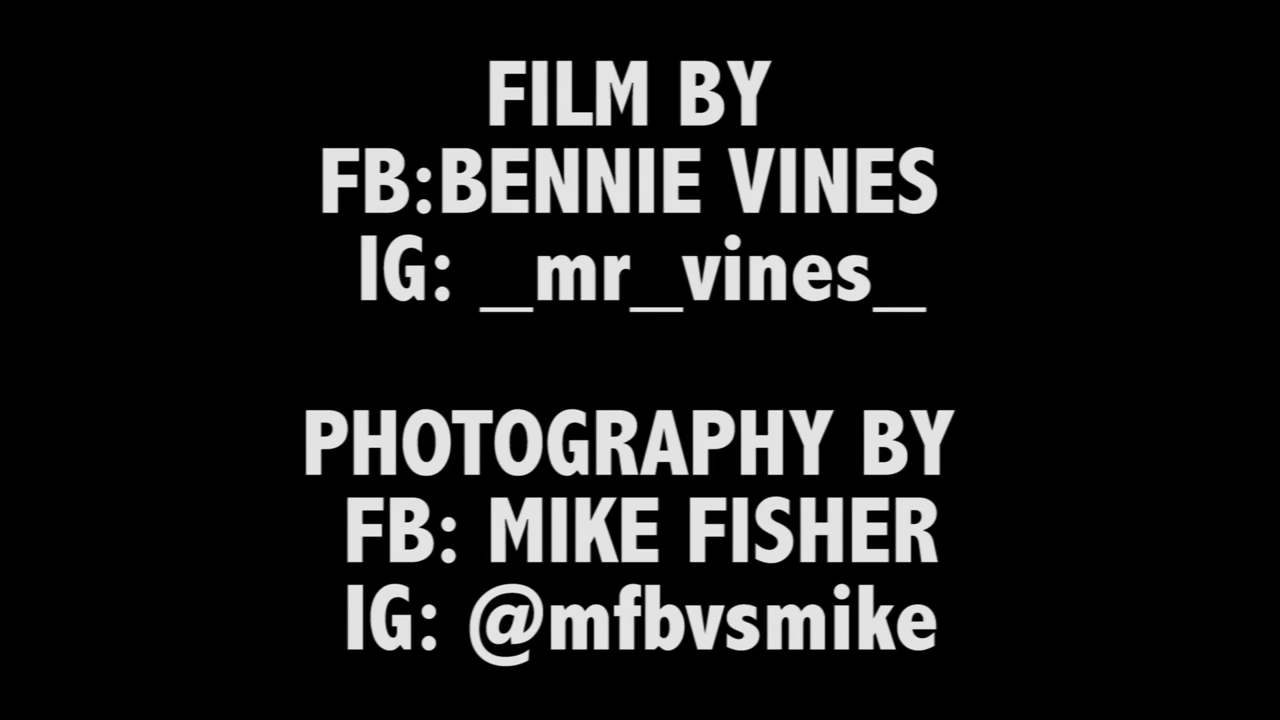 FILM BY
FB:BENNIE VINES
IG: _mr_vines_
PHOTOGRAPHY BY
FB: MIKE FISHER
IG: @mfbvsmike